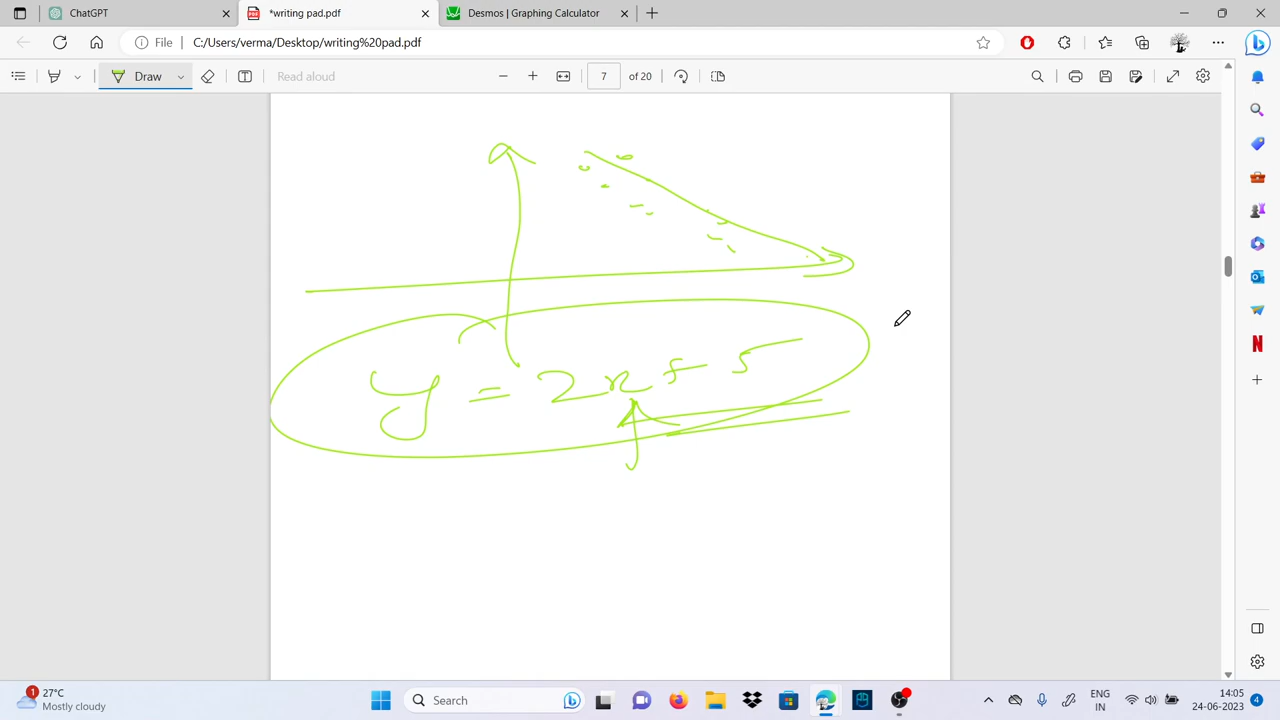 ChatGPT
*writing pad.pdf
Desmos | Graphing Calculator
File
C:/Users/verma/Desktop/writing%20pad.pdf
Draw
Read aloud
7
of 20
y = 2x + 5
1
27°C
Mostly cloudy
Search
ENG
IN
14:05
24-06-2023